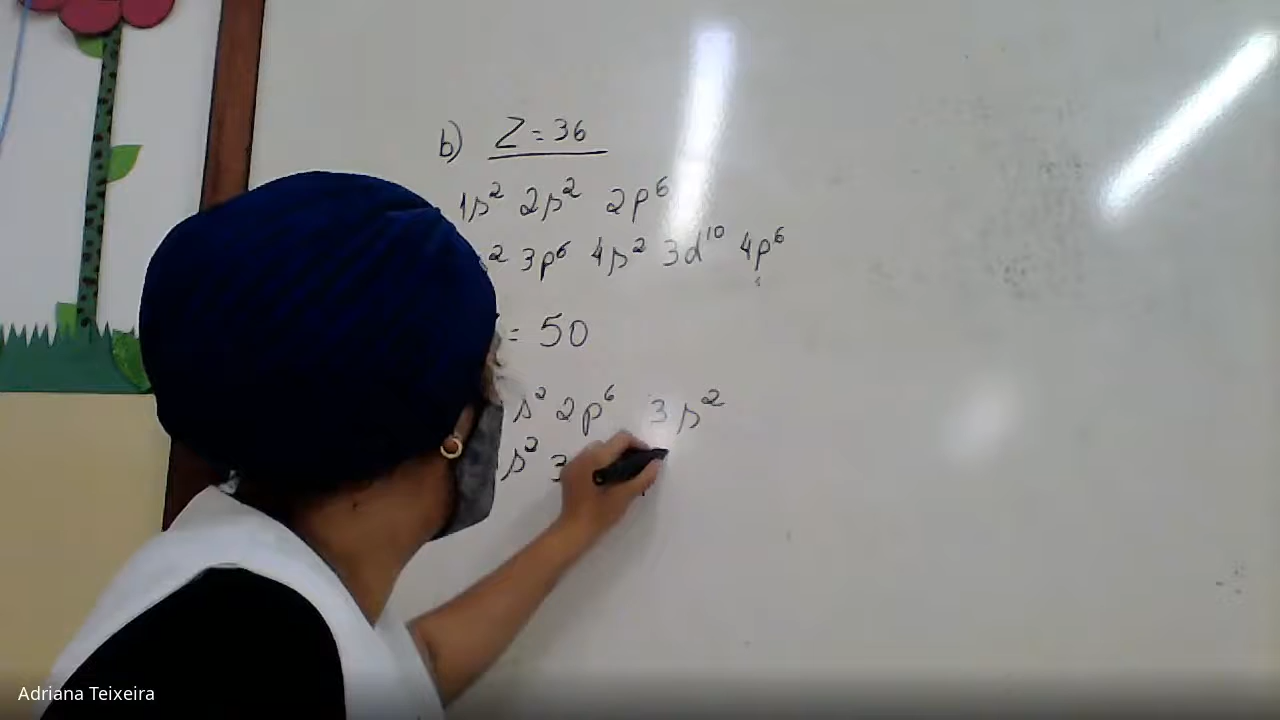 b) Z = 36
1s² 2s² 2p⁶
² 3p⁶ 4s² 3d¹⁰ 4p⁶
= 50
s² 2p⁶ 3s²
s² 3
Adriana Teixeira